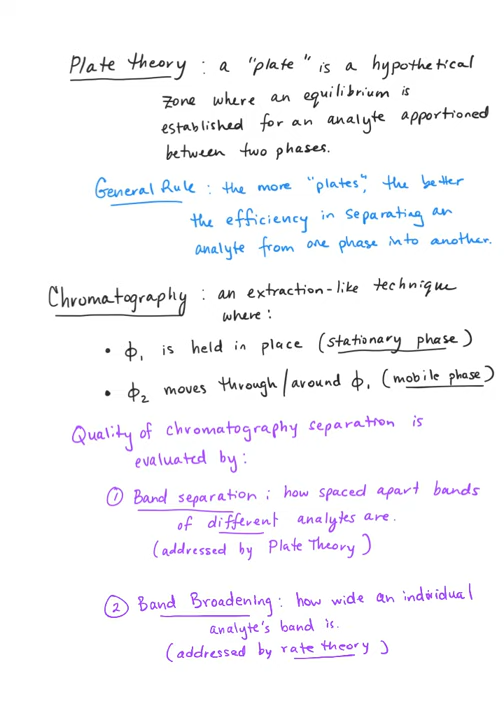 Plate theory : a "plate" is a hypothetical
zone where an equilibrium is
established for an analyte apportioned
between two phases.
General Rule : the more "plates", the better
the efficiency in separating an
analyte from one phase into another.
Chromatography : an extraction-like technique
where :
• ϕ₁ is held in place (stationary phase)
• ϕ₂ moves through/around ϕ₁ (mobile phase)
Quality of chromatography separation is
evaluated by :
① Band separation : how spaced apart bands
of different analytes are.
(addressed by Plate Theory)
② Band Broadening : how wide an individual
analyte's band is.
(addressed by rate theory)